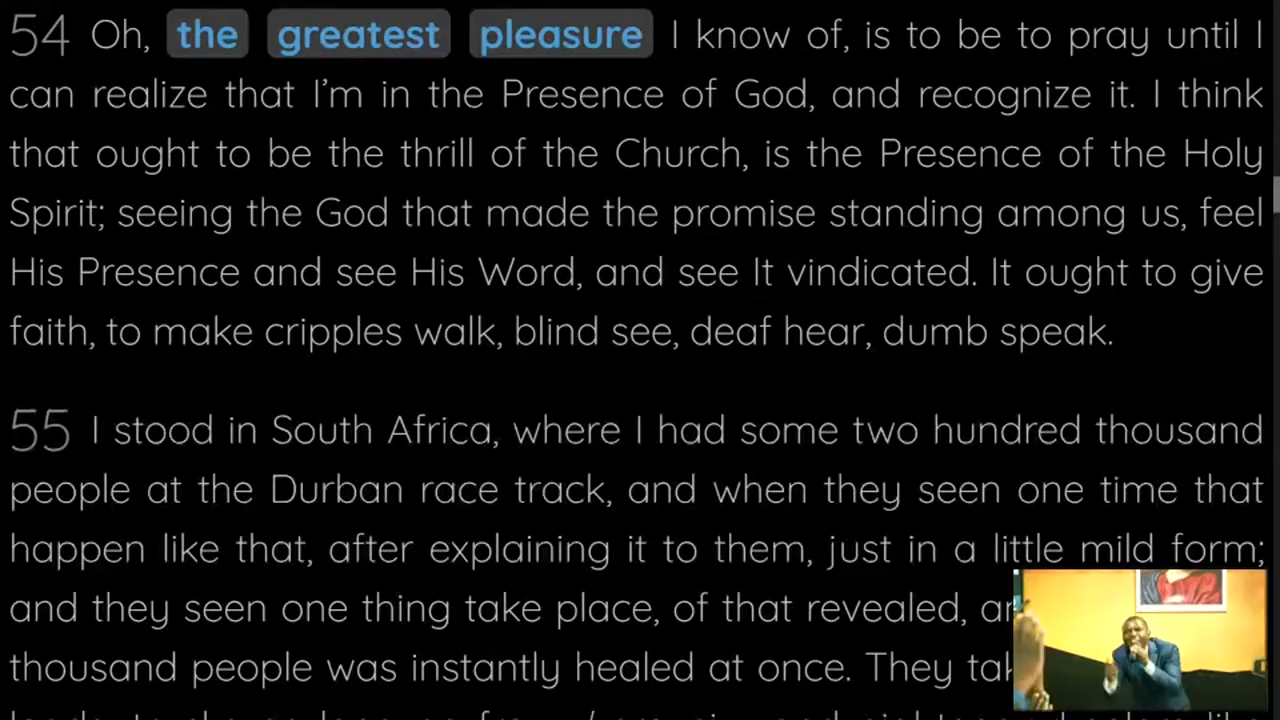 54 Oh, the greatest pleasure I know of, is to be to pray until I
can realize that I’m in the Presence of God, and recognize it. I think
that ought to be the thrill of the Church, is the Presence of the Holy
Spirit; seeing the God that made the promise standing among us, feel
His Presence and see His Word, and see It vindicated. It ought to give
faith, to make cripples walk, blind see, deaf hear, dumb speak.
55 I stood in South Africa, where I had some two hundred thousand
people at the Durban race track, and when they seen one time that
happen like that, after explaining it to them, just in a little mild form;
and they seen one thing take place, of that revealed,
thousand people was instantly healed at once. They